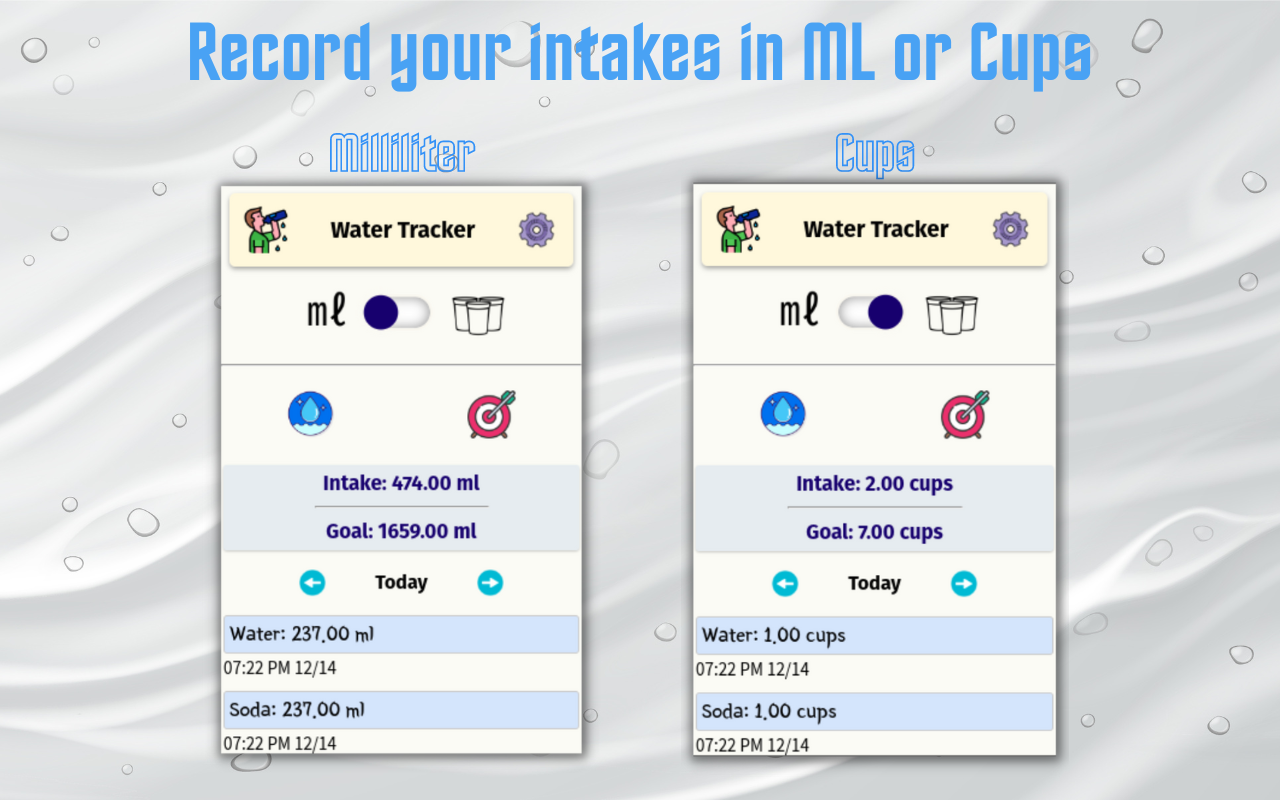 Record your intakes in ML or Cups
Milliliter
Water Tracker
ml
Intake: 474.00 ml
Goal: 1659.00 ml
Today
Water: 237.00 ml
07:22 PM 12/14
Soda: 237.00 ml
07:22 PM 12/14
Cups
Water Tracker
ml
Intake: 2.00 cups
Goal: 7.00 cups
Today
Water: 1.00 cups
07:22 PM 12/14
Soda: 1.00 cups
07:22 PM 12/14